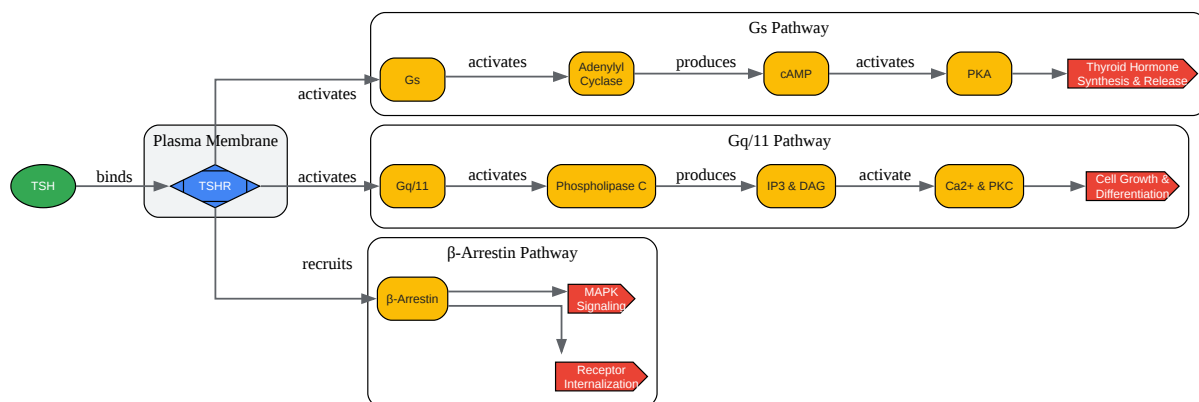 Gs Pathway
activates
Gs
activates
Adenylyl
Cyclase
produces
cAMP
activates
PKA
Thyroid Hormone
Synthesis & Release
Plasma Membrane
TSH
binds
TSHR
activates
Gq/11 Pathway
Gq/11
activates
Phospholipase C
produces
IP3 & DAG
activate
Ca2+ & PKC
Cell Growth &
Differentiation
recruits
β-Arrestin Pathway
β-Arrestin
MAPK
Signaling
Receptor
Internalization